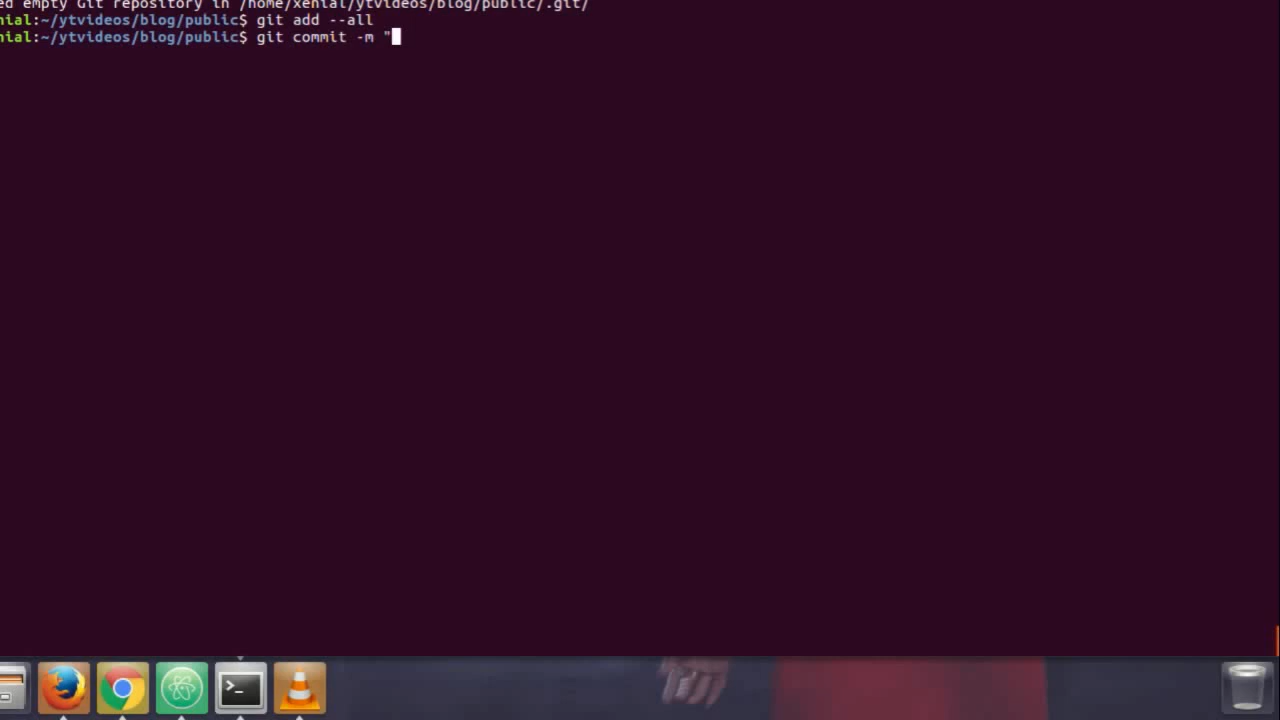 ed empty Git repository in /home/xenial/ytvideos/blog/public/.git/
nial:~/ytvideos/blog/public$ git add --all
nial:~/ytvideos/blog/public$ git commit -m "
>_